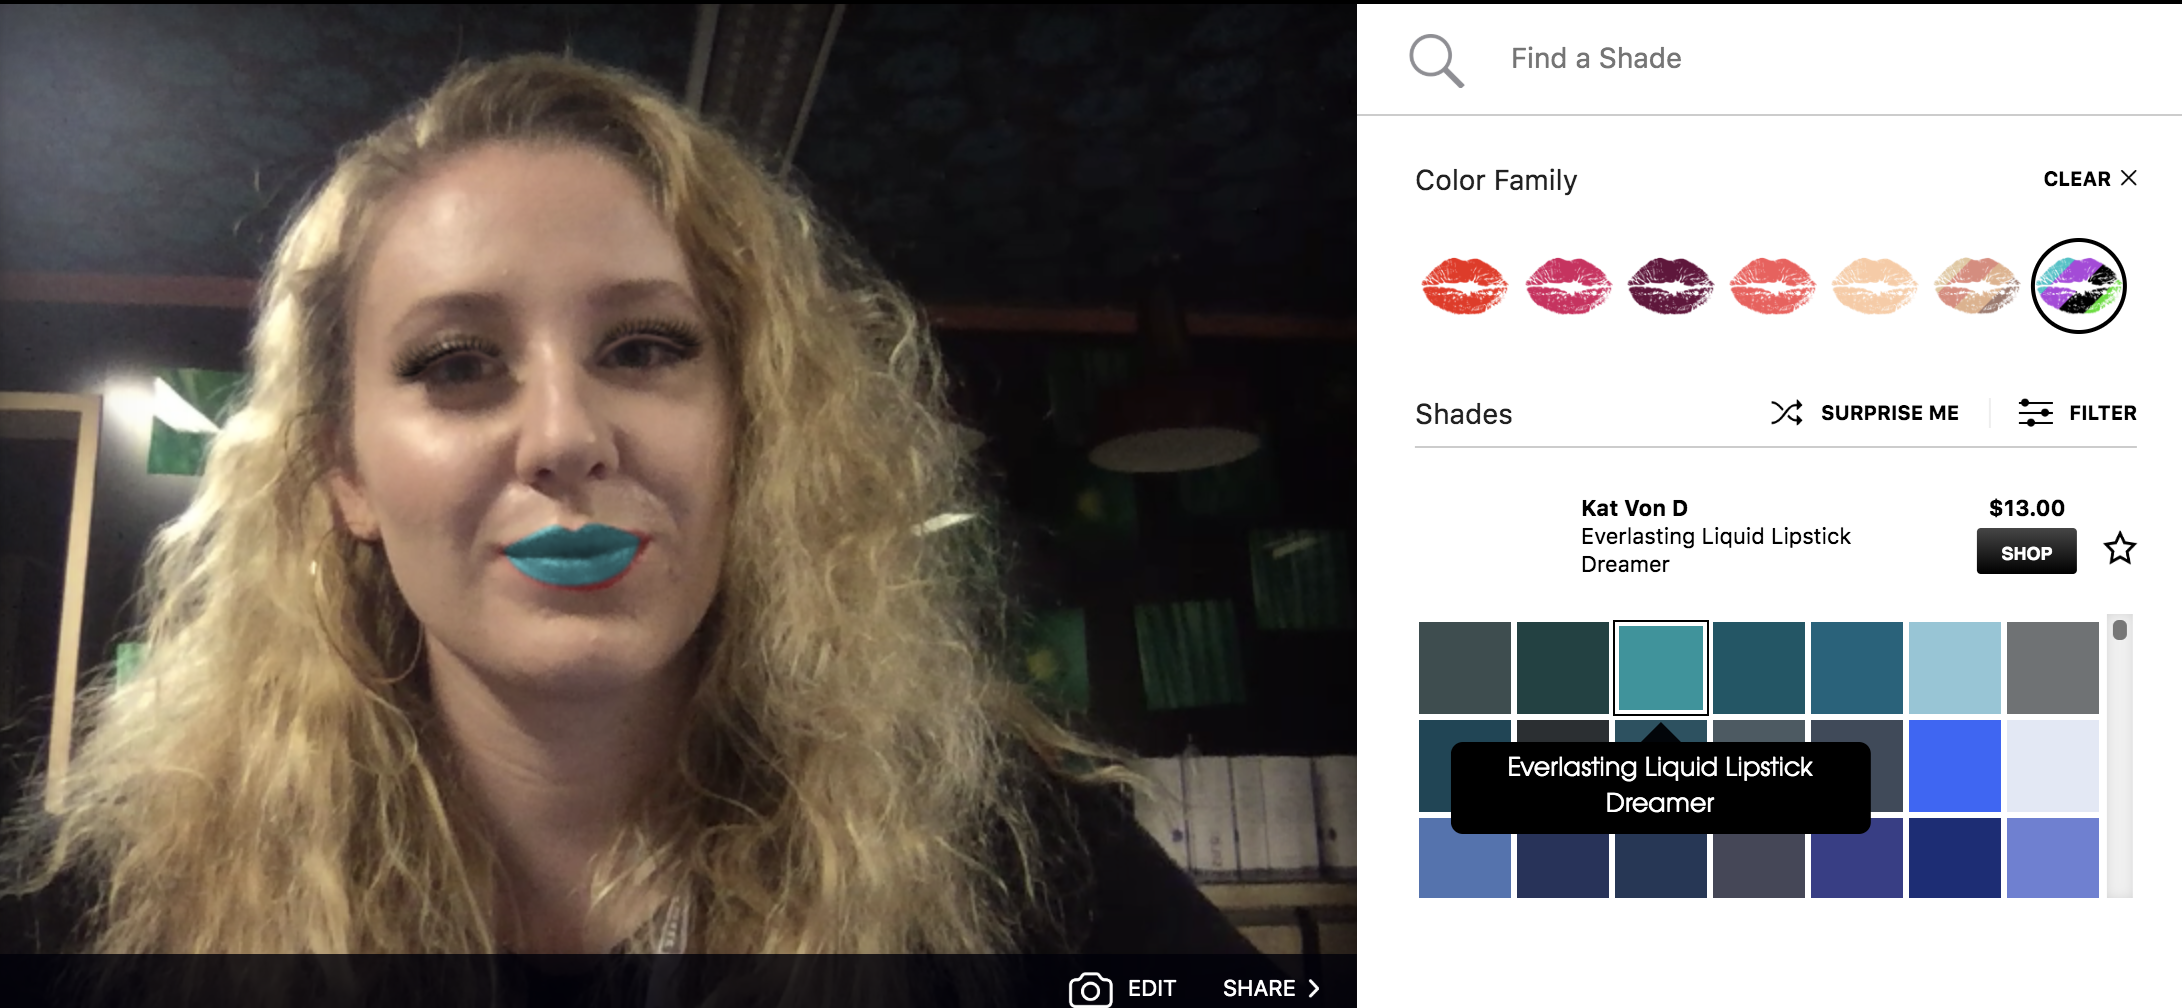 Find a Shade
Color Family
CLEAR
Shades
SURPRISE ME
FILTER
Kat Von D
$13.00
Everlasting Liquid Lipstick
Dreamer
SHOP
Everlasting Liquid Lipstick
Dreamer
EDIT
SHARE